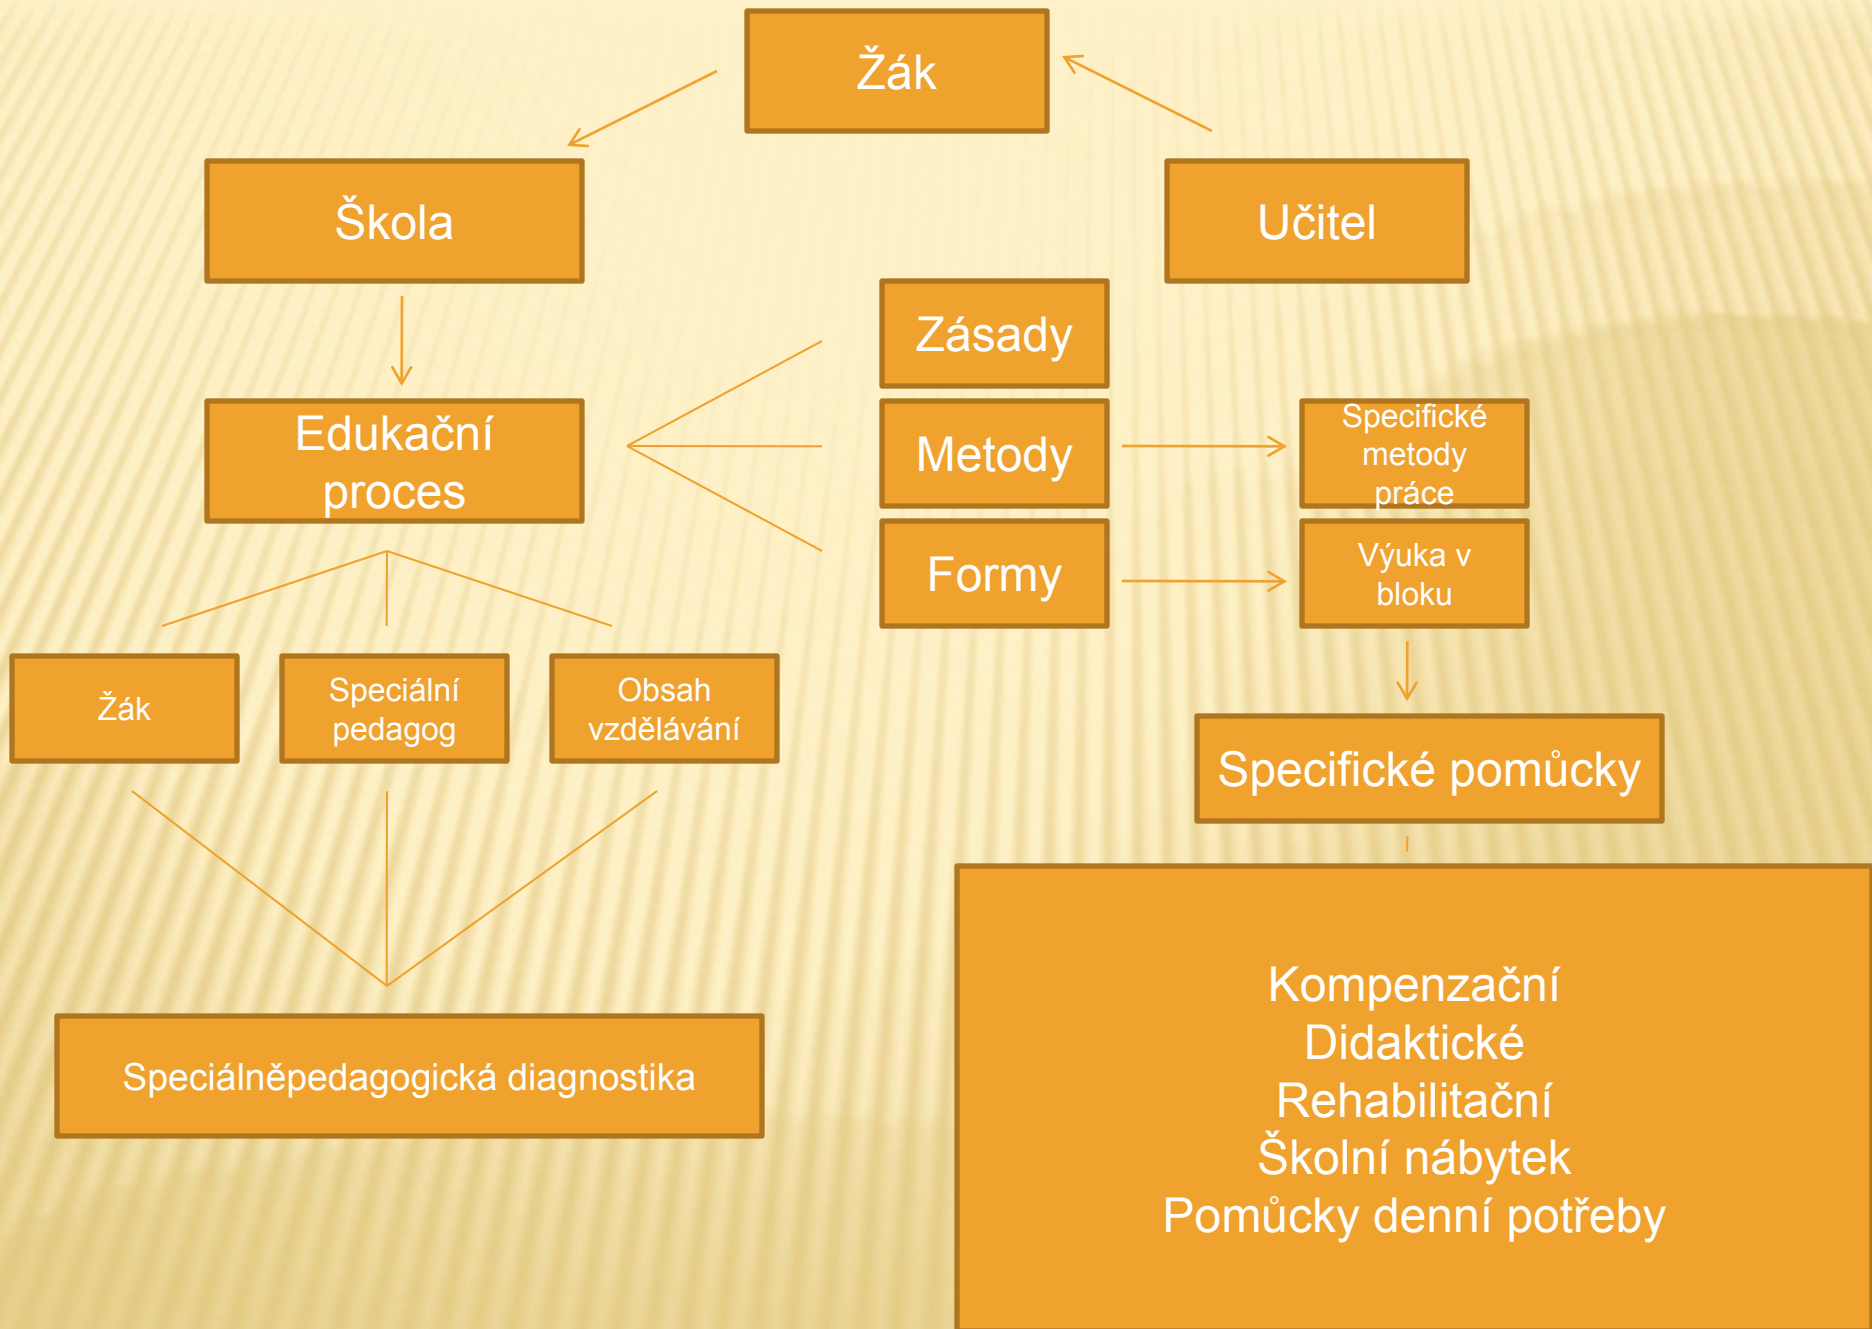 Žák
Škola
Učitel
Zásady
Edukační
proces
Metody
Specifické
metody
práce
Formy
Výuka v
bloku
Žák
Speciální
pedagog
Obsah
vzdělávání
Specifické pomůcky
Speciálněpedagogická diagnostika
Kompenzační
Didaktické
Rehabilitační
Školní nábytek
Pomůcky denní potřeby